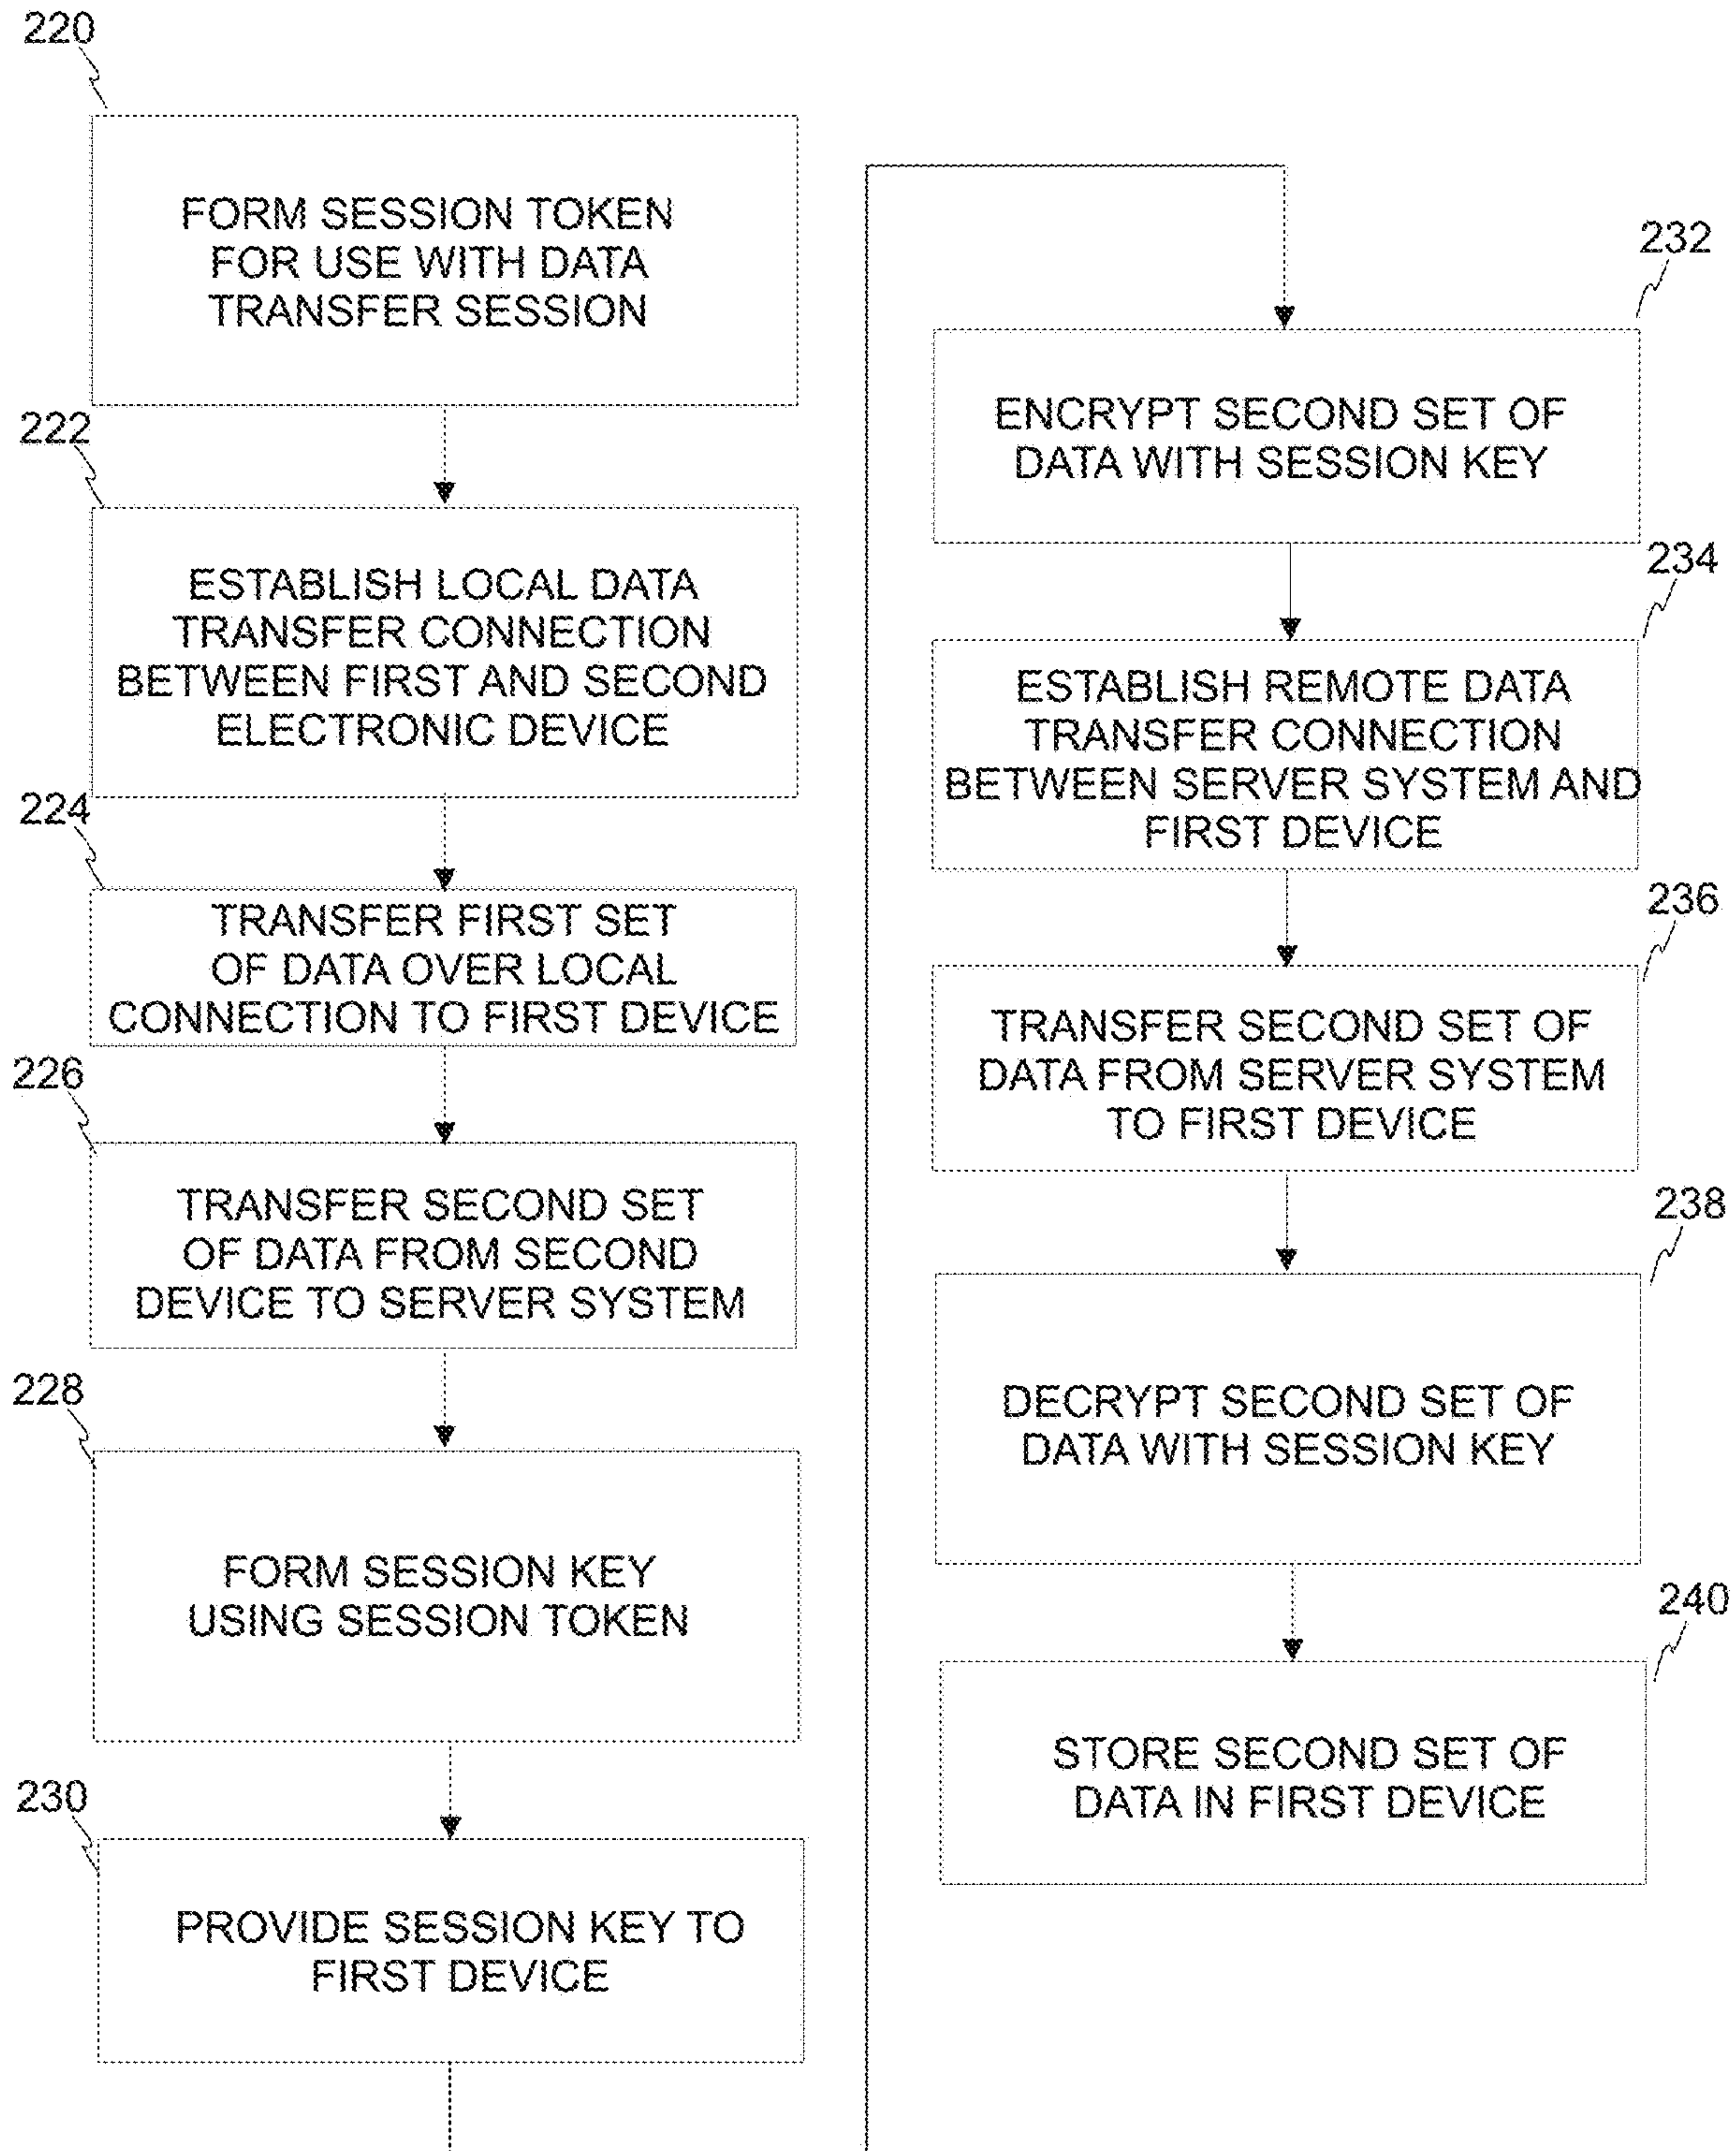 220
FORM SESSION TOKEN
FOR USE WITH DATA
TRANSFER SESSION
222
ESTABLISH LOCAL DATA
TRANSFER CONNECTION
BETWEEN FIRST AND SECOND
ELECTRONIC DEVICE
224
TRANSFER FIRST SET
OF DATA OVER LOCAL
CONNECTION TO FIRST DEVICE
226
TRANSFER SECOND SET
OF DATA FROM SECOND
DEVICE TO SERVER SYSTEM
228
FORM SESSION KEY
USING SESSION TOKEN
230
PROVIDE SESSION KEY TO
FIRST DEVICE
232
ENCRYPT SECOND SET OF
DATA WITH SESSION KEY
234
ESTABLISH REMOTE DATA
TRANSFER CONNECTION
BETWEEN SERVER SYSTEM AND
FIRST DEVICE
236
TRANSFER SECOND SET OF
DATA FROM SERVER SYSTEM
TO FIRST DEVICE
238
DECRYPT SECOND SET OF
DATA WITH SESSION KEY
240
STORE SECOND SET OF
DATA IN FIRST DEVICE